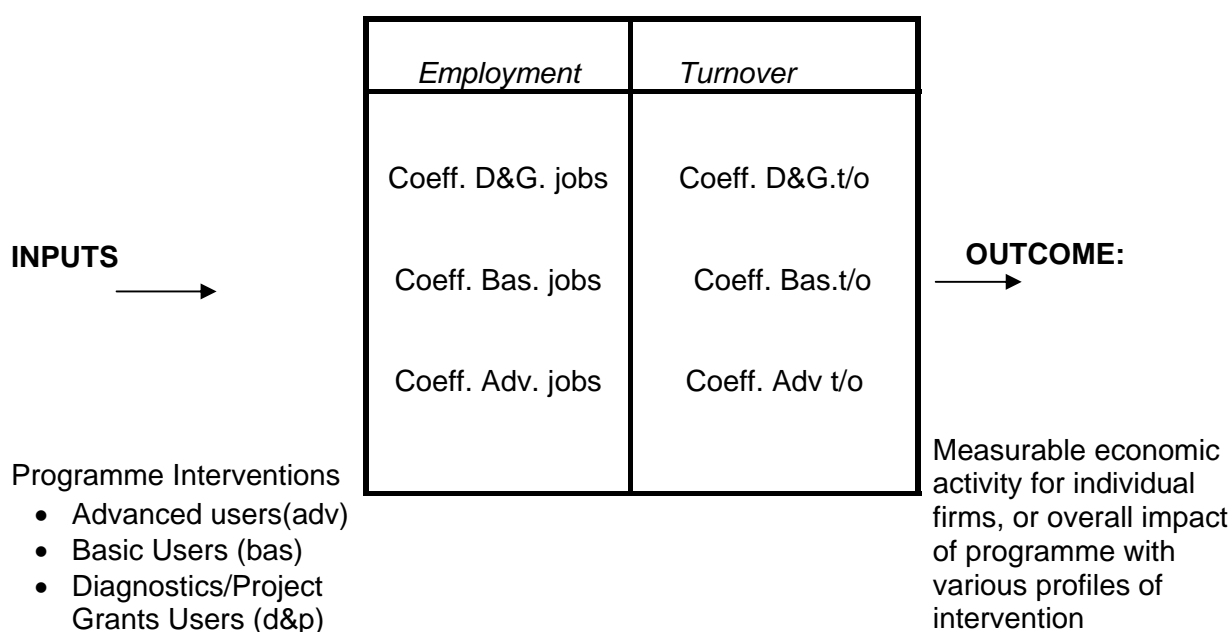 Employment Turnover
Coeff. D&G. jobs Coeff. D&G.t/o
INPUTS
Coeff. Bas. jobs Coeff. Bas.t/o
OUTCOME:
Coeff. Adv. jobs Coeff. Adv t/o
Programme Interventions
• Advanced users(adv)
• Basic Users (bas)
• Diagnostics/Project
Grants Users (d&p)
Measurable economic
activity for individual
firms, or overall impact
of programme with
various profiles of
intervention